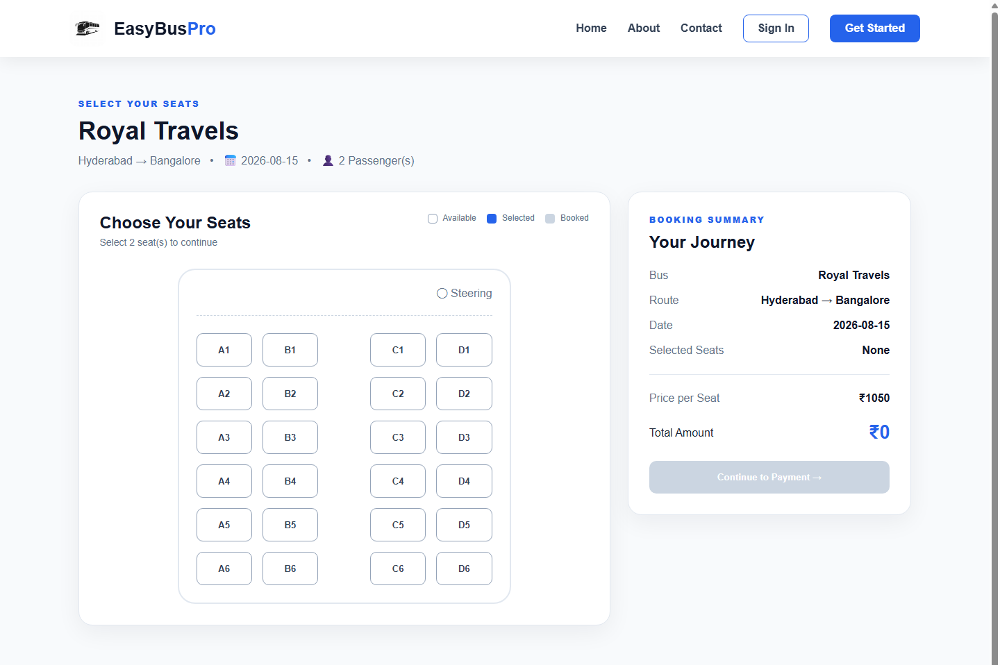 EasyBusPro
Home About Contact Sign In Get Started
SELECT YOUR SEATS
Royal Travels
Hyderabad → Bangalore • 2026-08-15 • 2 Passenger(s)
Choose Your Seats
Select 2 seat(s) to continue
Available Selected Booked
Steering
A1 B1 C1 D1
A2 B2 C2 D2
A3 B3 C3 D3
A4 B4 C4 D4
A5 B5 C5 D5
A6 B6 C6 D6
BOOKING SUMMARY
Your Journey
Bus Royal Travels
Route Hyderabad → Bangalore
Date 2026-08-15
Selected Seats None
Price per Seat ₹1050
Total Amount ₹0
Continue to Payment →